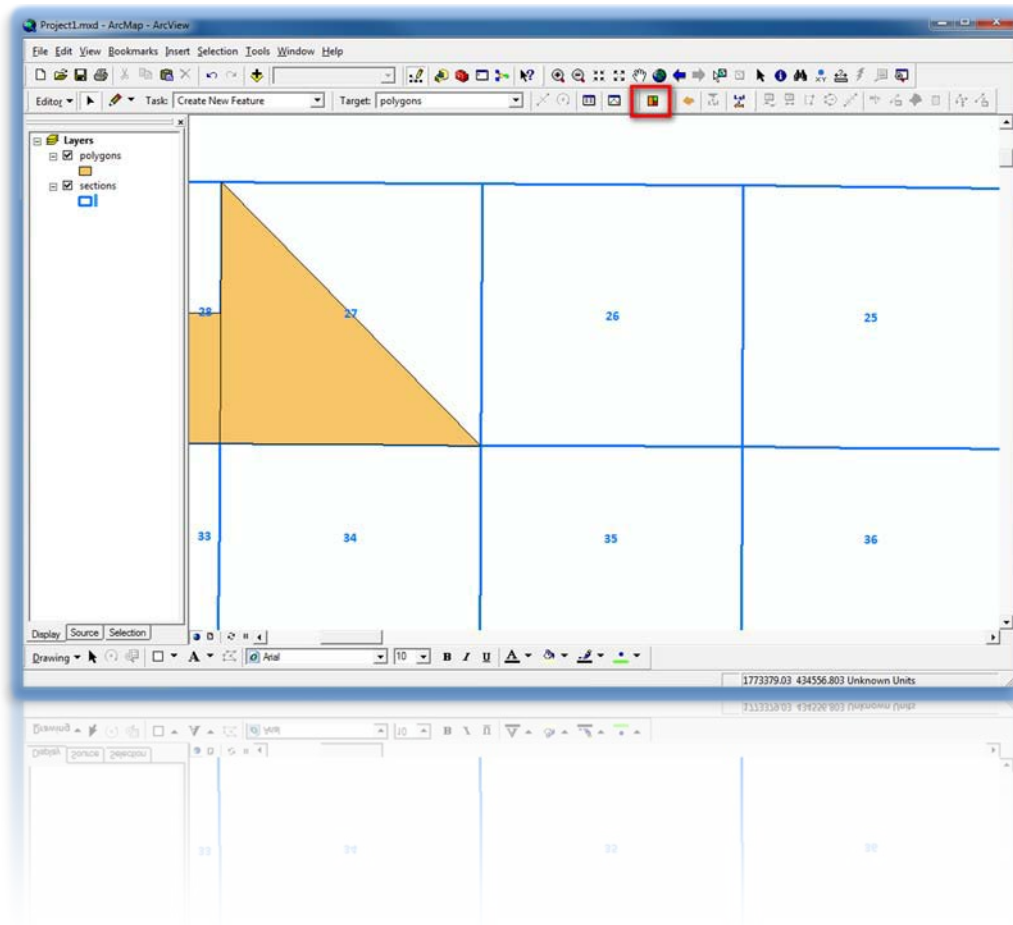 Project1.mxd - ArcMap - ArcView
File Edit View Bookmarks Insert Selection Tools Window Help
Editor Task: Create New Feature Target: polygons
Layers
polygons
sections
28 27 26 25
33 34 35 36
Display Source Selection
Drawing A Arial 10 B I U A
1773379.03 434556.803 Unknown Units